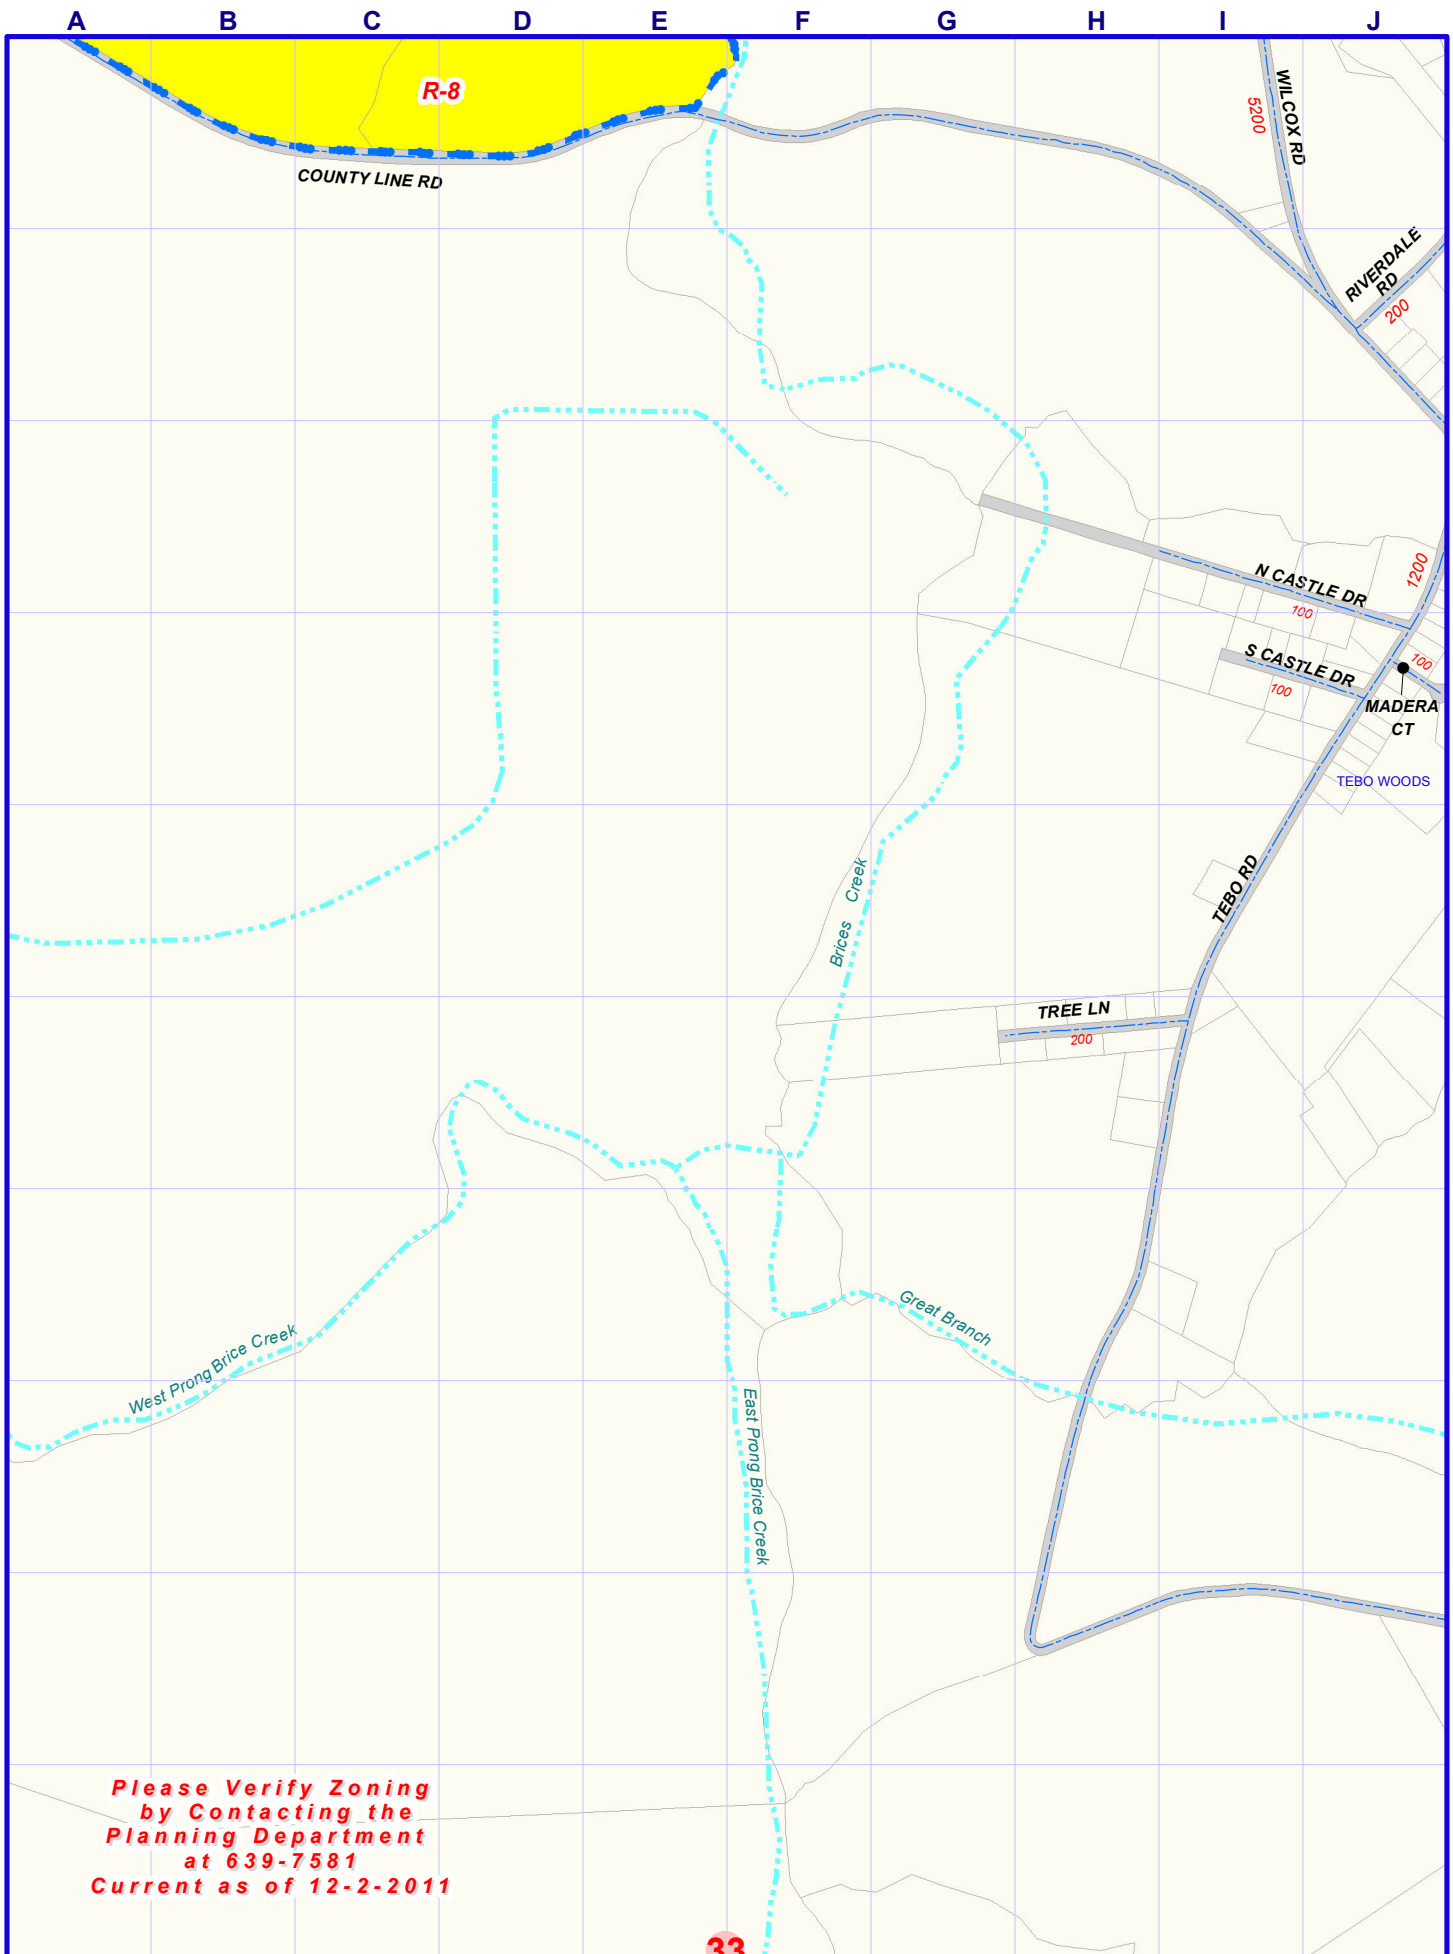 A B C D E F G H I J
R-8
COUNTY LINE RD
5200
WILCOX RD
RIVERDALE
RD
200
1200
N CASTLE DR
100
S CASTLE DR
100
100
MADERA
CT
TEBO WOODS
TEBO RD
Brices Creek
TREE LN
200
Great Branch
West Prong Brice Creek
East Prong Brice Creek
Please Verify Zoning
by Contacting the
Planning Department
at 639-7581
Current as of 12-2-2011
33